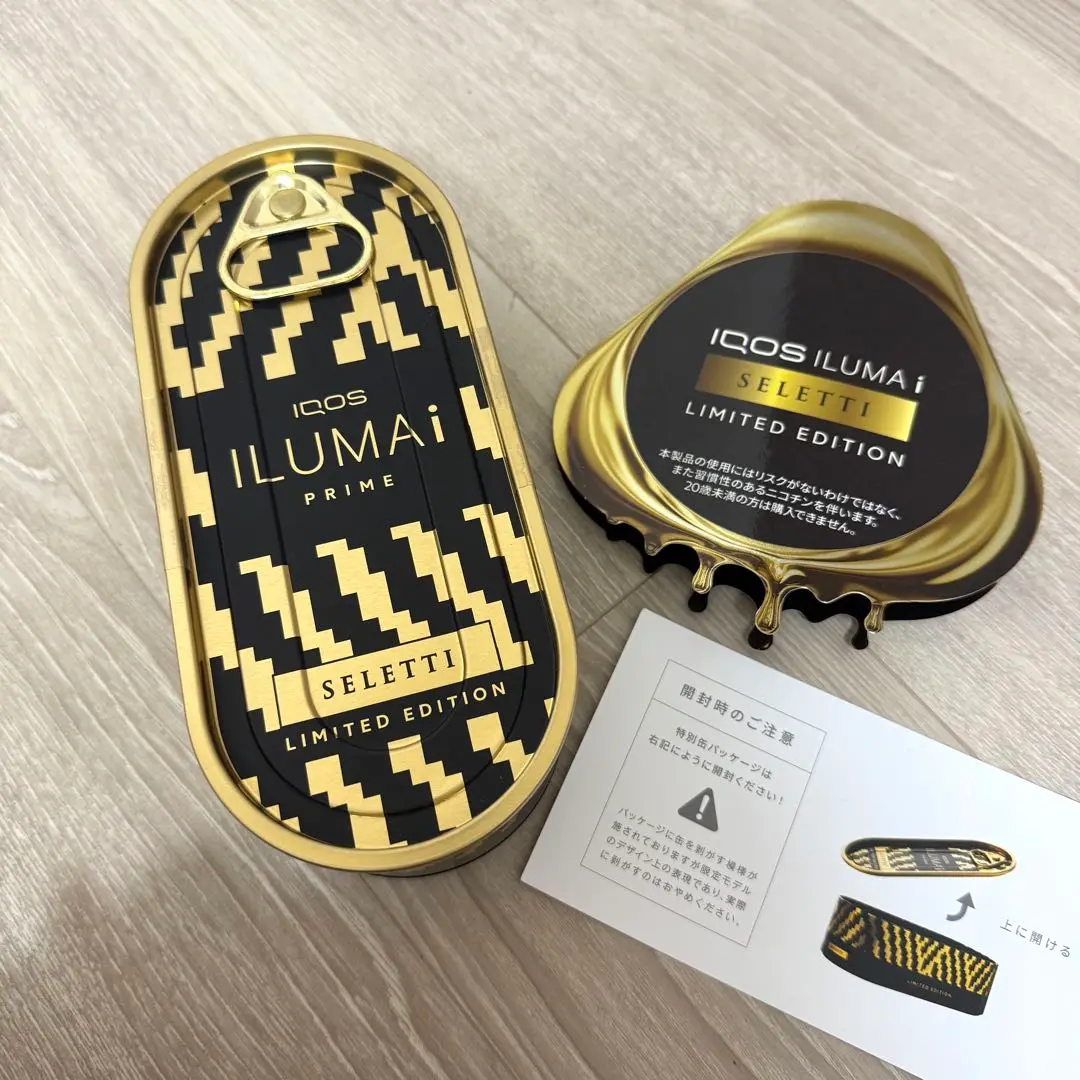 IQOS
ILUMA i
PRIME
SELETTI
LIMITED EDITION
IQOS ILUMA i
SELETTI
LIMITED EDITION
本製品の使用にはリスクがないわけではなく、
また習慣性のあるニコチンを伴います。
20歳未満の方は購入できません。
開封時のご注意
特別缶パッケージは
右記にように開封ください!
パッケージに缶を剥がす模様が
施されておりますが限定モデル
のデザイン上の表現であり、実際
に剥がすのはおやめください。
上に開ける
LIMITED EDITION